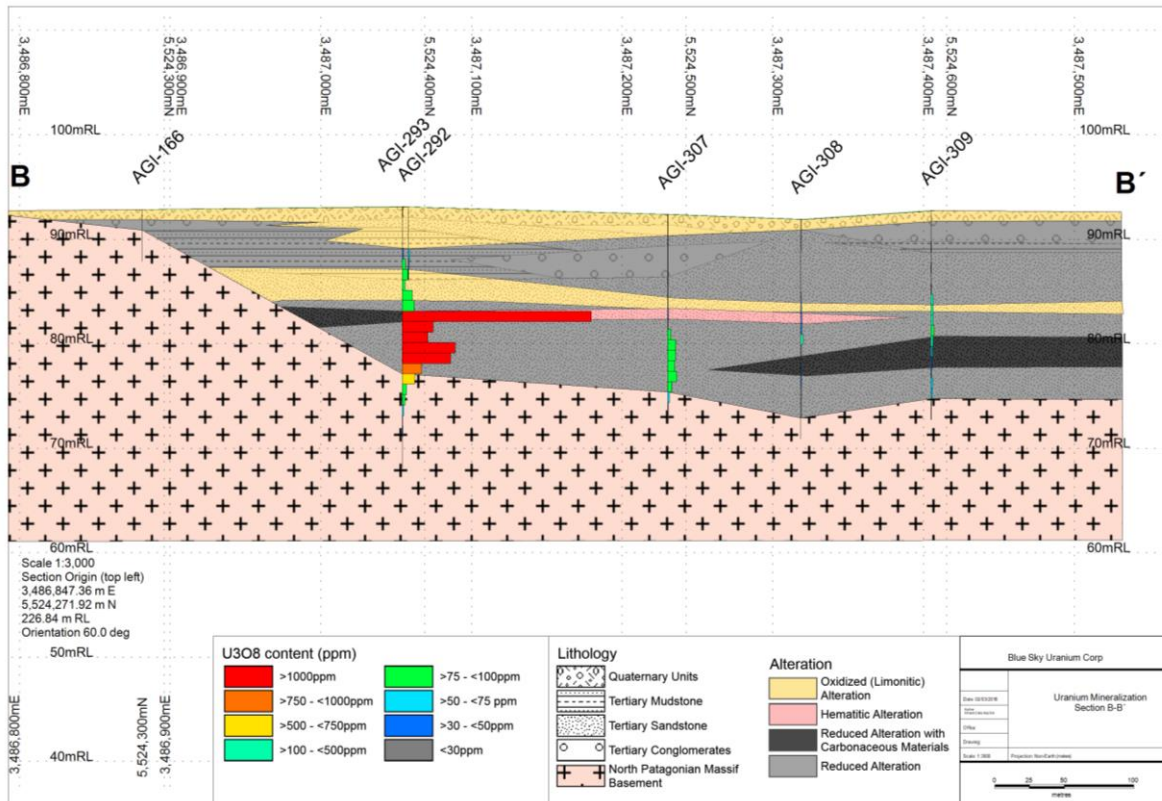 3,486,800mE
5,524,300mN
3,486,900mE
3,487,000mE
5,524,400mN
3,487,100mE
3,487,200mE
5,524,500mN
3,487,300mE
3,487,400mE
5,524,600mN
3,487,500mE
100mRL
100mRL
AGI-166
AGI-293
AGI-292
AGI-307
AGI-308
AGI-309
B
B´
90mRL
90mRL
80mRL
80mRL
70mRL
70mRL
60mRL
60mRL
Scale 1:3,000
Section Origin (top left)
3,486,847.36 m E
5,524,271.92 m N
226.84 m RL
Orientation 60.0 deg
50mRL
50mRL
40mRL
40mRL
3,486,800mE
5,524,300mN
3,486,900mE
U3O8 content (ppm)
>1000ppm
>750 - <1000ppm
>500 - <750ppm
>100 - <500ppm
>75 - <100ppm
>50 - <75 ppm
>30 - <50ppm
<30ppm
Lithology
Quaternary Units
Tertiary Mudstone
Tertiary Sandstone
Tertiary Conglomerates
North Patagonian Massif
Basement
Alteration
Oxidized (Limonitic)
Alteration
Hematitic Alteration
Reduced Alteration with
Carbonaceous Materials
Reduced Alteration
Blue Sky Uranium Corp
Uranium Mineralization
Section B-B´
Office
Drawing
0 25 50 100
metres